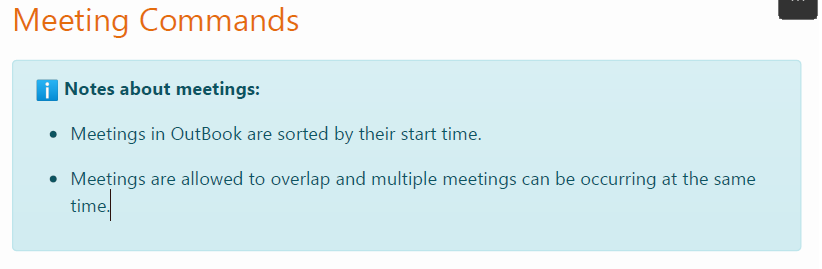 Meeting Commands
ℹ️ Notes about meetings:
• Meetings in OutBook are sorted by their start time.
• Meetings are allowed to overlap and multiple meetings can be occurring at the same
time.